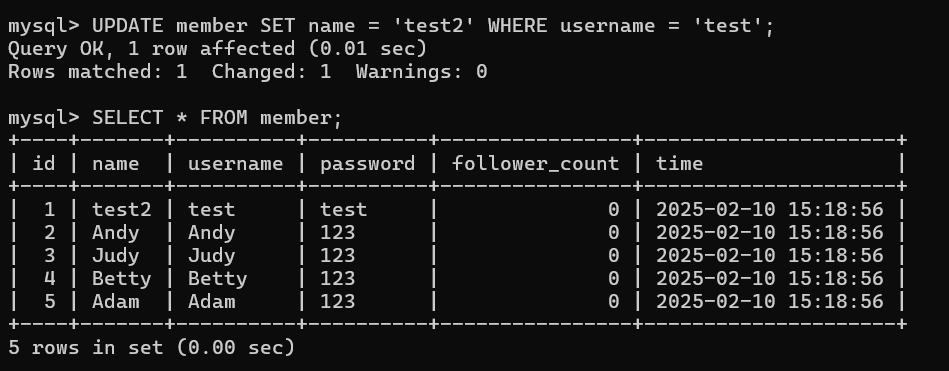 mysql> UPDATE member SET name = 'test2' WHERE username = 'test';
Query OK, 1 row affected (0.01 sec)
Rows matched: 1  Changed: 1  Warnings: 0

mysql> SELECT * FROM member;
+----+-------+----------+----------+----------------+---------------------+
| id | name  | username | password | follower_count | time                |
+----+-------+----------+----------+----------------+---------------------+
|  1 | test2 | test     | test     |              0 | 2025-02-10 15:18:56 |
|  2 | Andy  | Andy     | 123      |              0 | 2025-02-10 15:18:56 |
|  3 | Judy  | Judy     | 123      |              0 | 2025-02-10 15:18:56 |
|  4 | Betty | Betty    | 123      |              0 | 2025-02-10 15:18:56 |
|  5 | Adam  | Adam     | 123      |              0 | 2025-02-10 15:18:56 |
+----+-------+----------+----------+----------------+---------------------+
5 rows in set (0.00 sec)